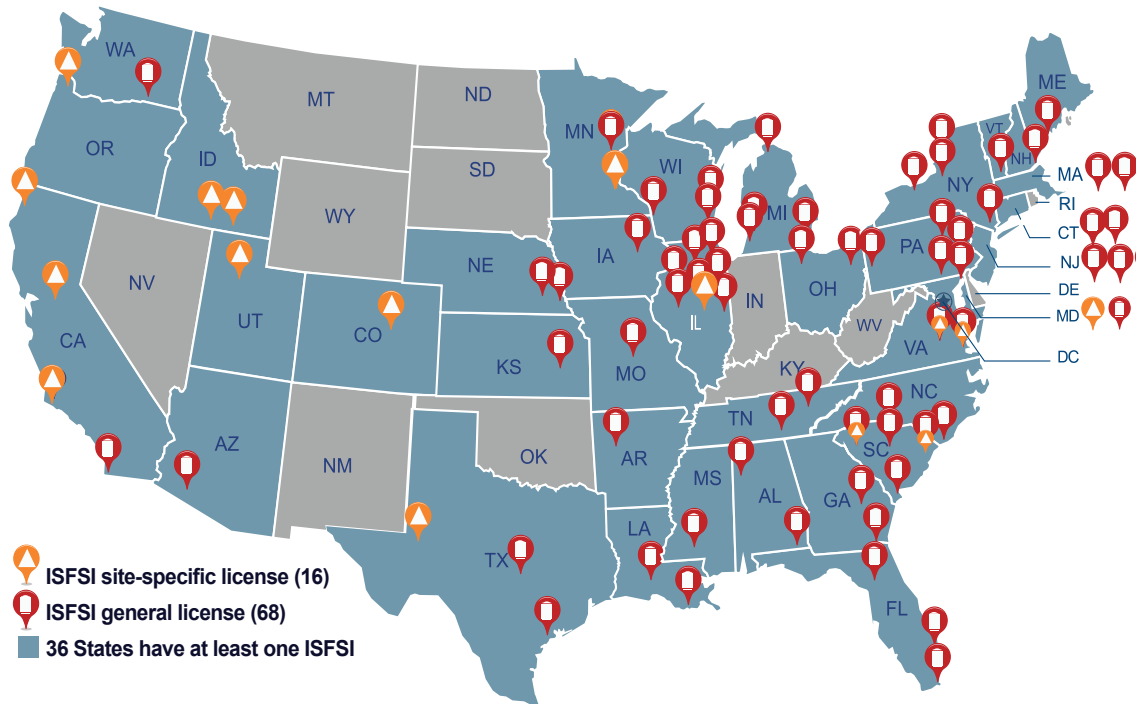 WA
ME
MT
ND
MN
VT
OR
ID
NH
WI
SD
MA
NY
MI
RI
WY
CT
PA
IA
NE
NJ
NV
OH
DE
IN
UT
IL
MD
CO
WV
CA
VA
DC
KS
MO
KY
NC
TN
AZ
OK
SC
NM
AR
MS
GA
AL
LA
TX
ISFSI site-specific license (16)
ISFSI general license (68)
FL
36 States have at least one ISFSI